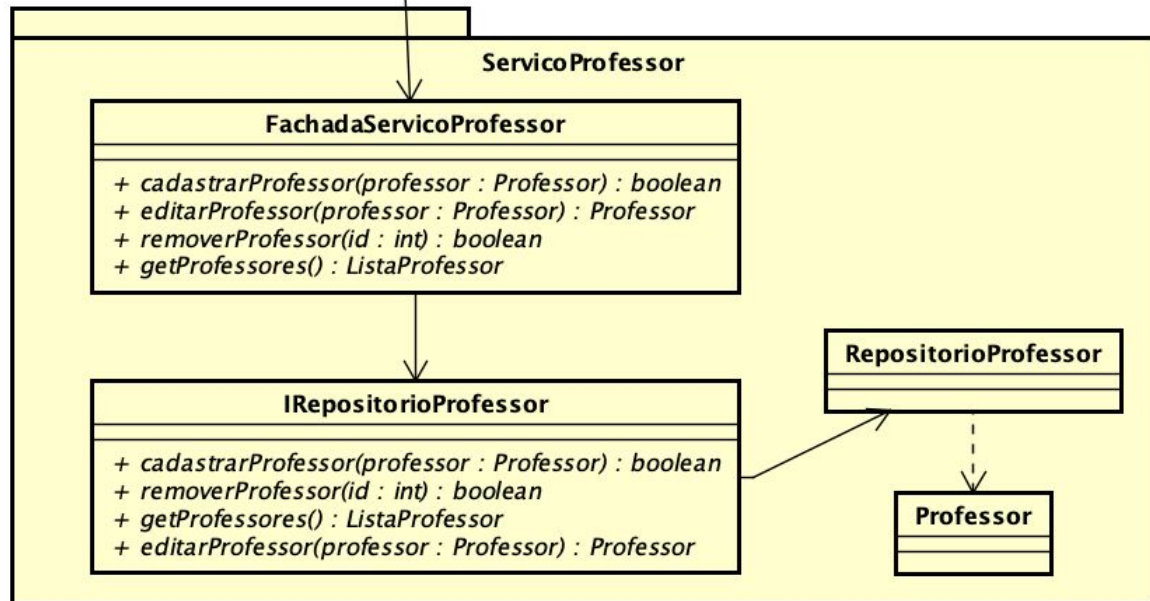 ServicoProfessor
FachadaServicoProfessor
+ cadastrarProfessor(professor : Professor) : boolean
+ editarProfessor(professor : Professor) : Professor
+ removerProfessor(id : int) : boolean
+ getProfessores() : ListaProfessor
IRepositorioProfessor
+ cadastrarProfessor(professor : Professor) : boolean
+ removerProfessor(id : int) : boolean
+ getProfessores() : ListaProfessor
+ editarProfessor(professor : Professor) : Professor
RepositorioProfessor
Professor